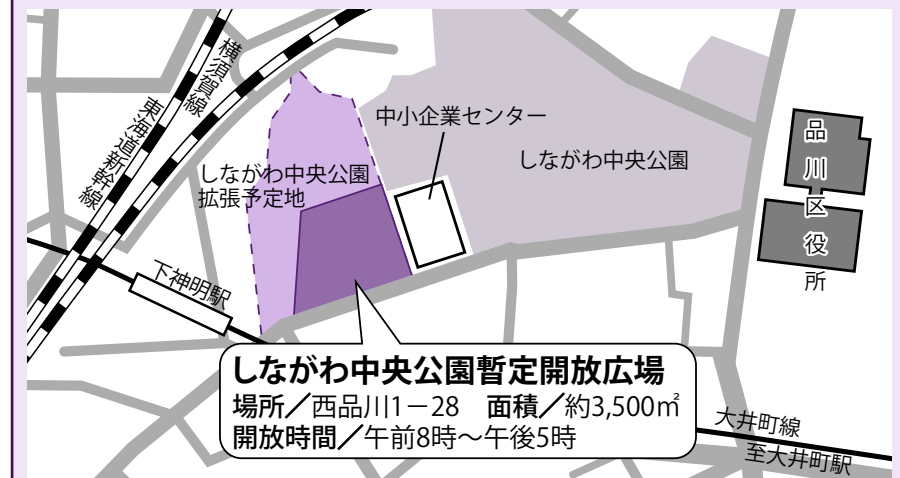 横須賀線
東海道新幹線
中小企業センター
しながわ中央公園
しながわ中央公園
拡張予定地
品川区役所
下神明駅
しながわ中央公園暫定開放広場
場所／西品川1－28　面積／約3,500㎡
開放時間／午前8時～午後5時
大井町線
至大井町駅